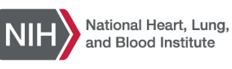 NIH
National Heart, Lung,
and Blood Institute